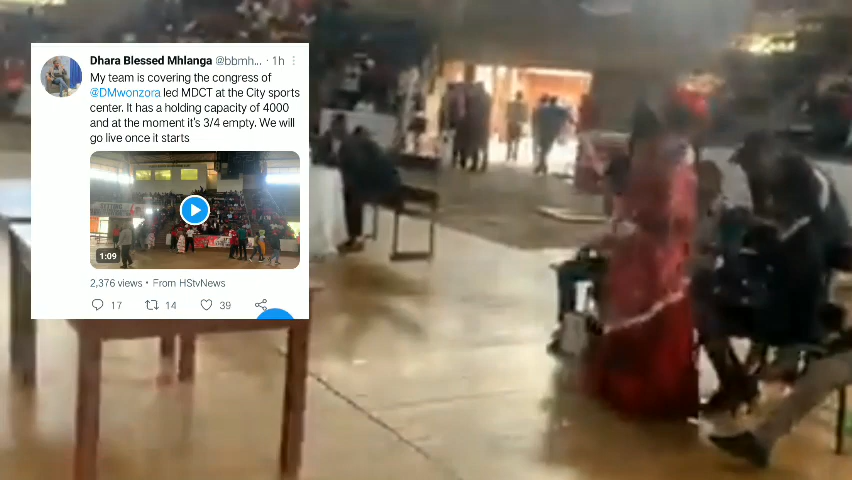 Dhara Blessed Mhlanga @bbmh... · 1h
My team is covering the congress of
@DMwonzora led MDCT at the City sports
center. It has a holding capacity of 4000
and at the moment it's 3/4 empty. We will
go live once it starts
1:09
2,376 views • From HStvNews
17 14 39